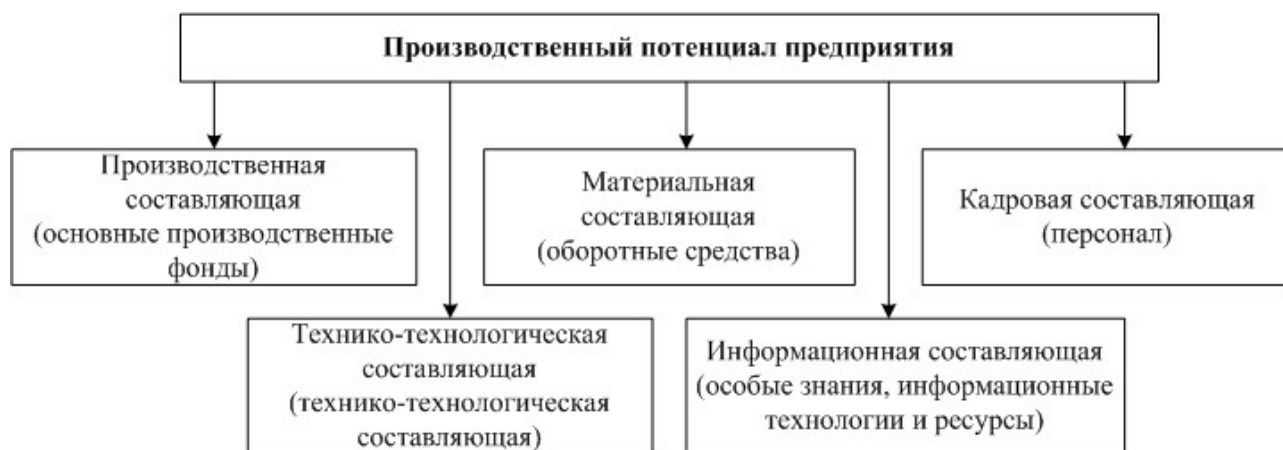 Производственный потенциал предприятия
Производственная
составляющая
(основные производственные
фонды)
Материальная
составляющая
(оборотные средства)
Кадровая составляющая
(персонал)
Технико-технологическая
составляющая
(технико-технологическая
составляющая)
Информационная составляющая
(особые знания, информационные
технологии и ресурсы)